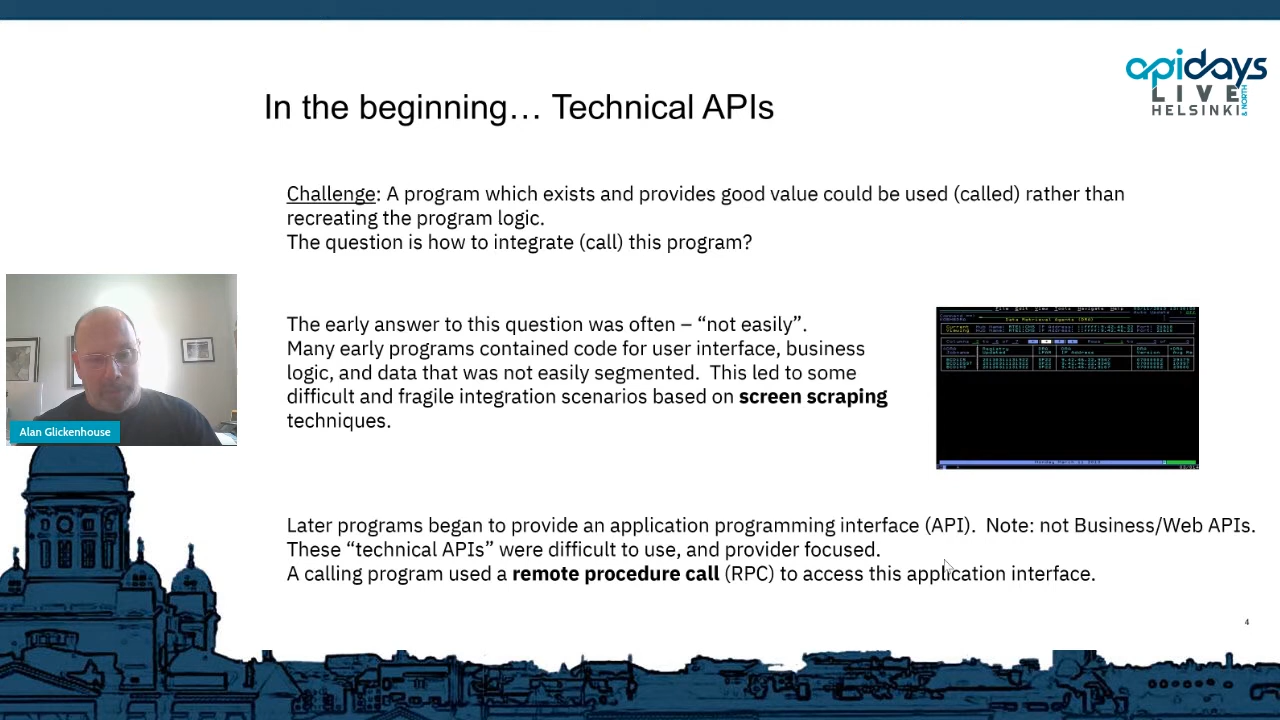 apidays
LIVE
HELSINKI
& NORTH
In the beginning… Technical APIs
Challenge: A program which exists and provides good value could be used (called) rather than
recreating the program logic.
The question is how to integrate (call) this program?
The early answer to this question was often – “not easily”.
Many early programs contained code for user interface, business
logic, and data that was not easily segmented.  This led to some
difficult and fragile integration scenarios based on screen scraping
techniques.
Alan Glickenhouse
Later programs began to provide an application programming interface (API).  Note: not Business/Web APIs.
These “technical APIs” were difficult to use, and provider focused.
A calling program used a remote procedure call (RPC) to access this application interface.
4